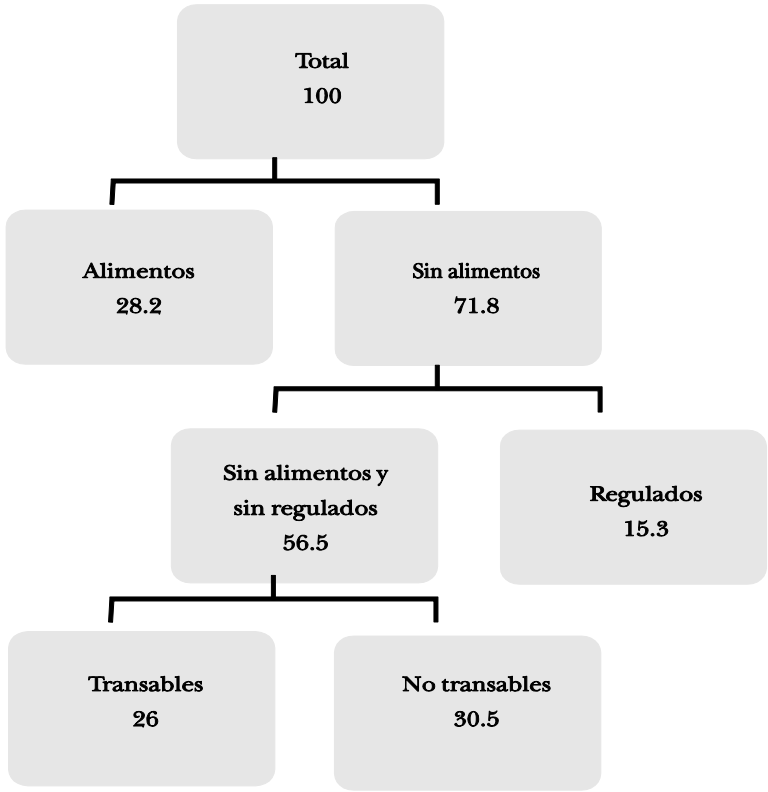 Total
100
Alimentos
28.2
Sin alimentos
71.8
Sin alimentos y
sin regulados
56.5
Regulados
15.3
Transables
26
No transables
30.5